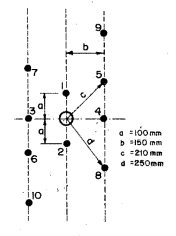 9
b
7
5
1
a
c
3
4
a
d
a = 100 mm
b = 150 mm
c = 210 mm
d = 250 mm
6
2
8
10